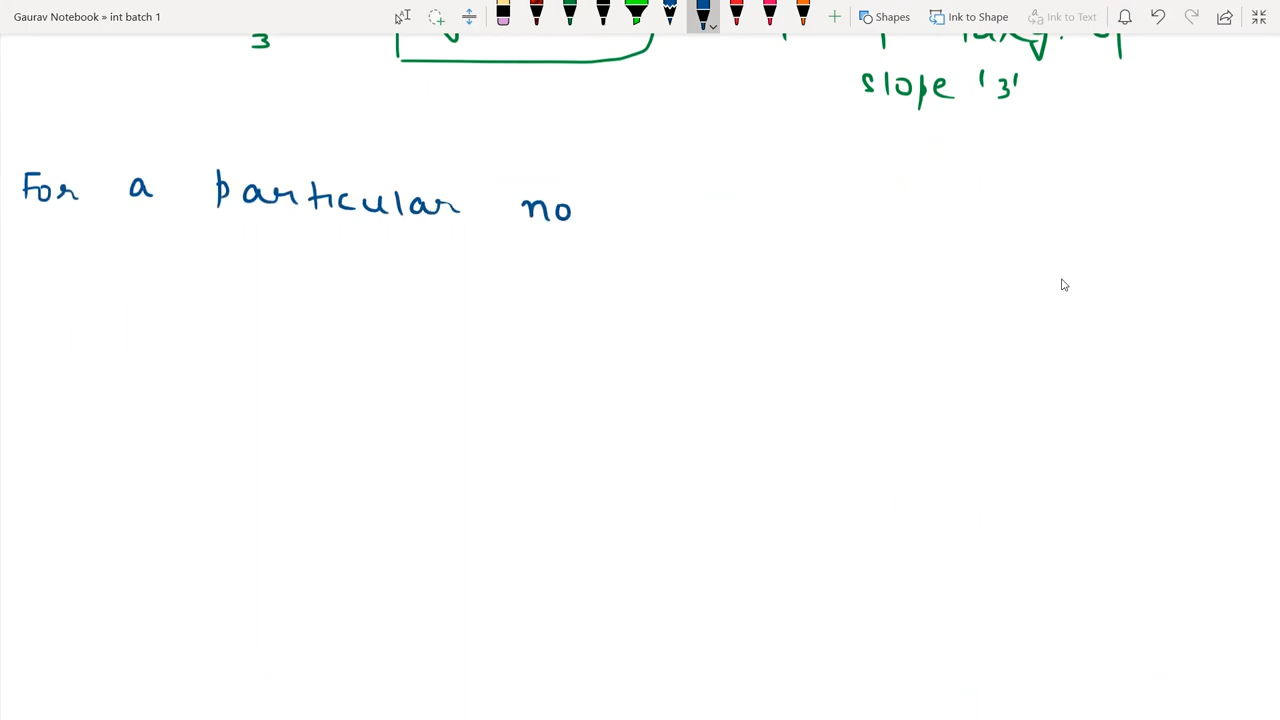 Gaurav Notebook » int batch 1
Shapes Ink to Shape Ink to Text
3
slope '3'
For a particular no